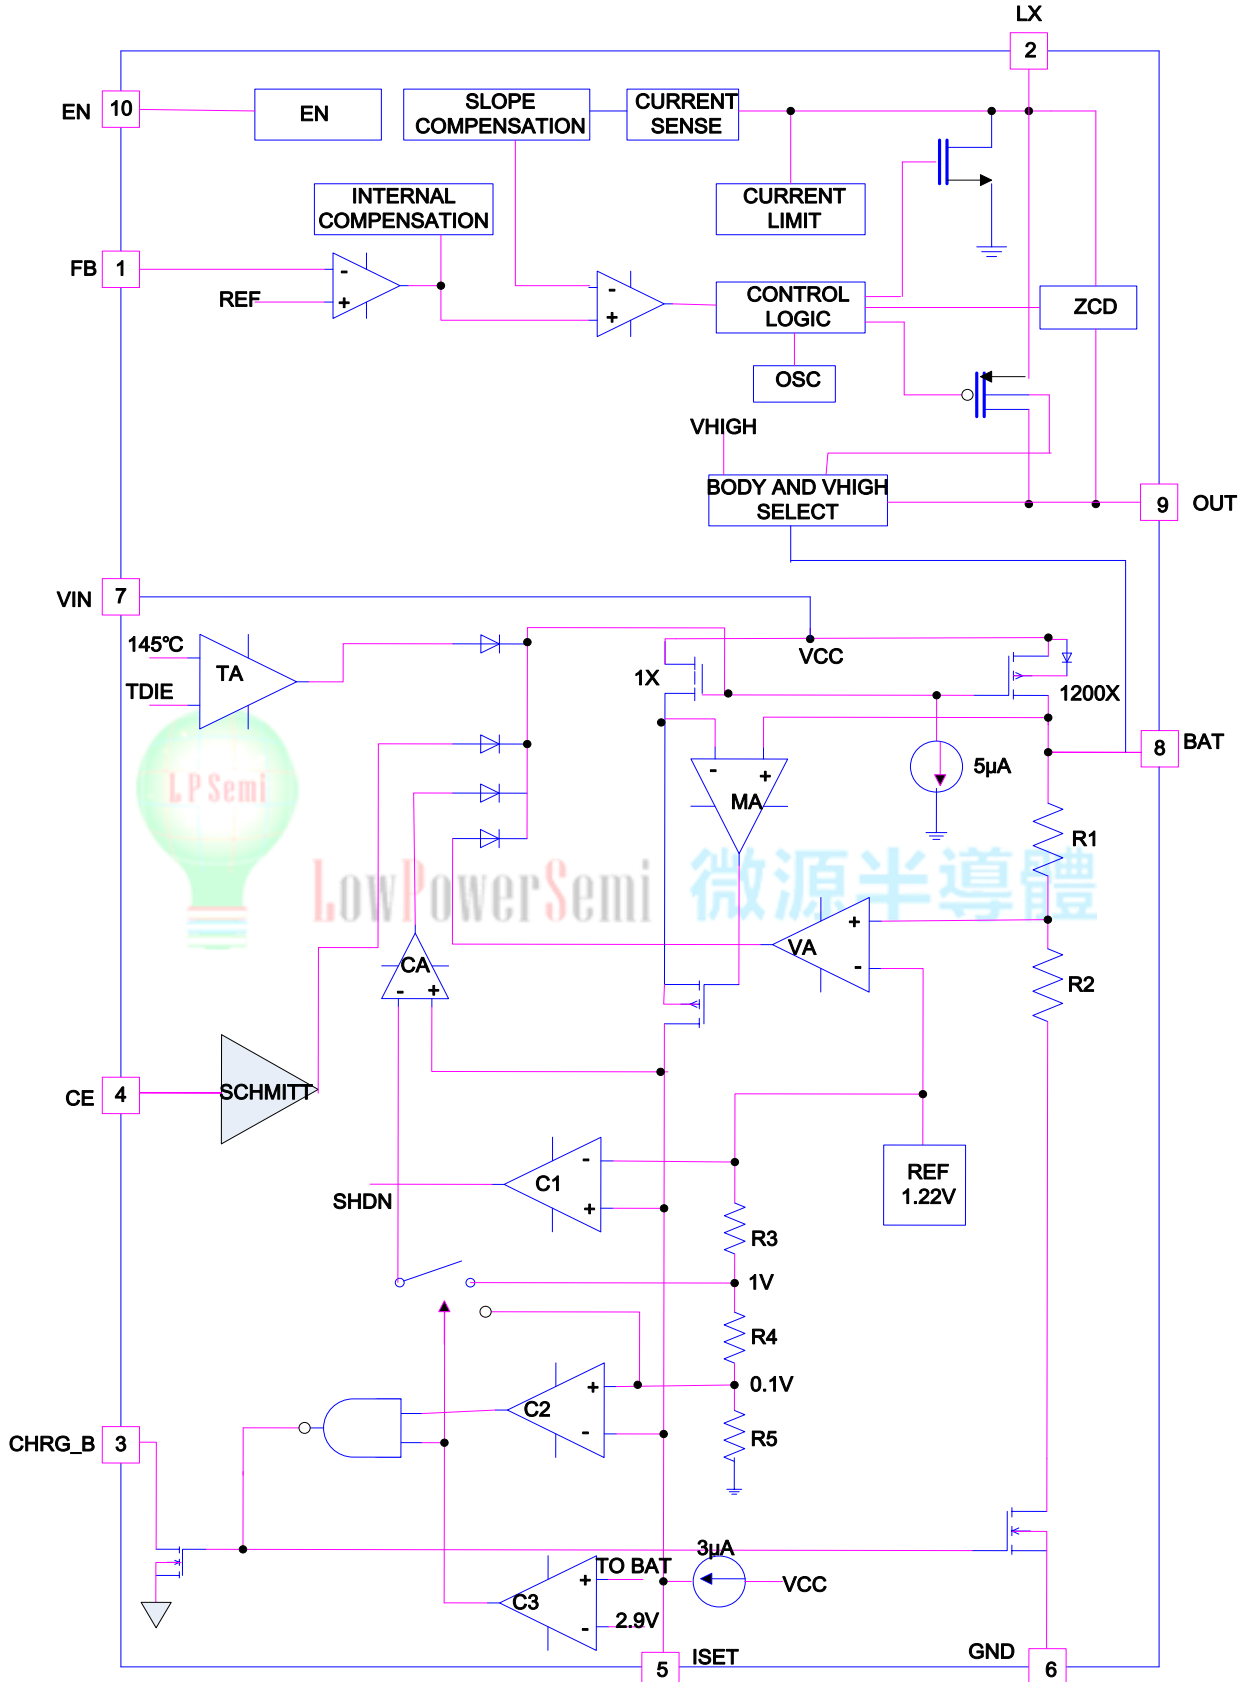 LX
2
EN 10 EN
SLOPE COMPENSATION
CURRENT SENSE
INTERNAL COMPENSATION
CURRENT LIMIT
FB 1
-
REF +
-
+
CONTROL LOGIC
ZCD
OSC
VHIGH
BODY AND VHIGH SELECT
9 OUT
VIN 7
145℃
TDIE
TA
VCC
1X
1200X
8 BAT
5µA
- +
MA
LPSemi
R1
LowPowerSemi 微源半導體
+
VA
-
CA
- +
R2
CE 4 SCHMITT
-
C1
+
SHDN
REF 1.22V
R3
1V
R4
0.1V
+
C2
-
R5
CHRG_B 3
3µA
TO BAT
+
C3
-
2.9V
VCC
5 ISET
GND 6